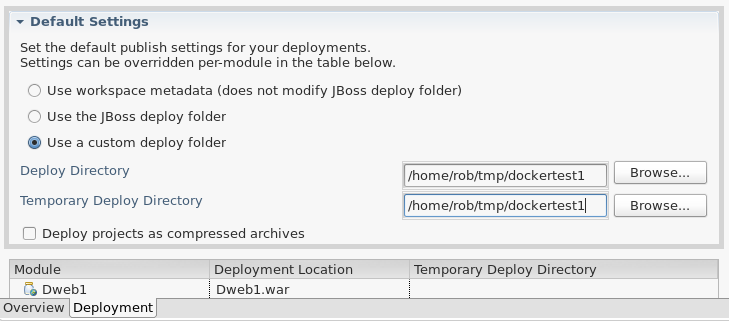 Default Settings
Set the default publish settings for your deployments.
Settings can be overridden per-module in the table below.
Use workspace metadata (does not modify JBoss deploy folder)
Use the JBoss deploy folder
Use a custom deploy folder
Deploy Directory /home/rob/tmp/dockertest1 Browse...
Temporary Deploy Directory /home/rob/tmp/dockertest1 Browse...
Deploy projects as compressed archives
Module Deployment Location Temporary Deploy Directory
Dweb1 Dweb1.war
Overview Deployment